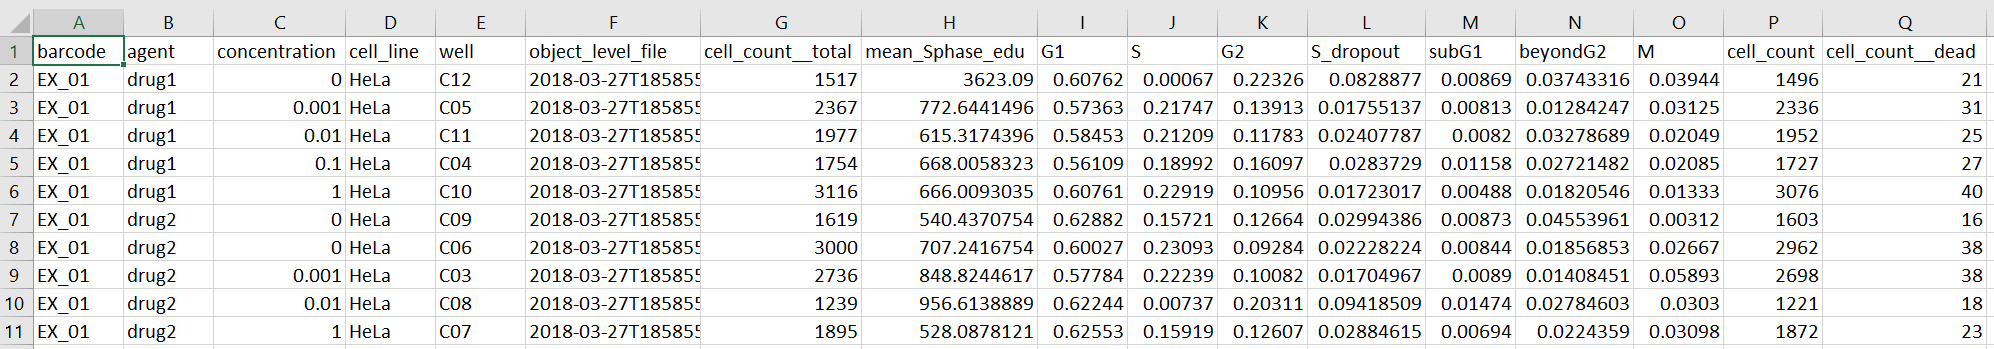 A B C D E F G H I J K L M N O P Q
1 barcode agent concentration cell_line well object_level_file cell_count__total mean_Sphase_edu G1 S G2 S_dropout subG1 beyondG2 M cell_count cell_count__dead
2 EX_01 drug1 0 HeLa C12 2018-03-27T185855 1517 3623.09 0.60762 0.00067 0.22326 0.0828877 0.00869 0.03743316 0.03944 1496 21
3 EX_01 drug1 0.001 HeLa C05 2018-03-27T185855 2367 772.6441496 0.57363 0.21747 0.13913 0.01755137 0.00813 0.01284247 0.03125 2336 31
4 EX_01 drug1 0.01 HeLa C11 2018-03-27T185855 1977 615.3174396 0.58453 0.21209 0.11783 0.02407787 0.0082 0.03278689 0.02049 1952 25
5 EX_01 drug1 0.1 HeLa C04 2018-03-27T185855 1754 668.0058323 0.56109 0.18992 0.16097 0.0283729 0.01158 0.02721482 0.02085 1727 27
6 EX_01 drug1 1 HeLa C10 2018-03-27T185855 3116 666.0093035 0.60761 0.22919 0.10956 0.01723017 0.00488 0.01820546 0.01333 3076 40
7 EX_01 drug2 0 HeLa C09 2018-03-27T185855 1619 540.4370754 0.62882 0.15721 0.12664 0.02994386 0.00873 0.04553961 0.00312 1603 16
8 EX_01 drug2 0 HeLa C06 2018-03-27T185855 3000 707.2416754 0.60027 0.23093 0.09284 0.02228224 0.00844 0.01856853 0.02667 2962 38
9 EX_01 drug2 0.001 HeLa C03 2018-03-27T185855 2736 848.8244617 0.57784 0.22239 0.10082 0.01704967 0.0089 0.01408451 0.05893 2698 38
10 EX_01 drug2 0.01 HeLa C08 2018-03-27T185855 1239 956.6138889 0.62244 0.00737 0.20311 0.09418509 0.01474 0.02784603 0.0303 1221 18
11 EX_01 drug2 1 HeLa C07 2018-03-27T185855 1895 528.0878121 0.62553 0.15919 0.12607 0.02884615 0.00694 0.0224359 0.03098 1872 23